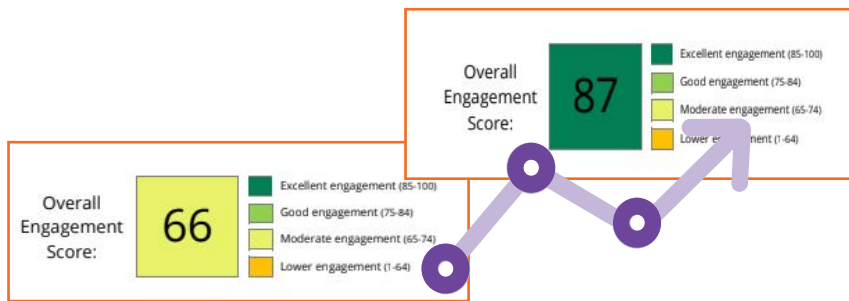 Overall
Engagement
Score:
87
Excellent engagement (85-100)
Good engagement (75-84)
Moderate engagement (65-74)
Lower engagement (1-64)
Overall
Engagement
Score:
66
Excellent engagement (85-100)
Good engagement (75-84)
Moderate engagement (65-74)
Lower engagement (1-64)